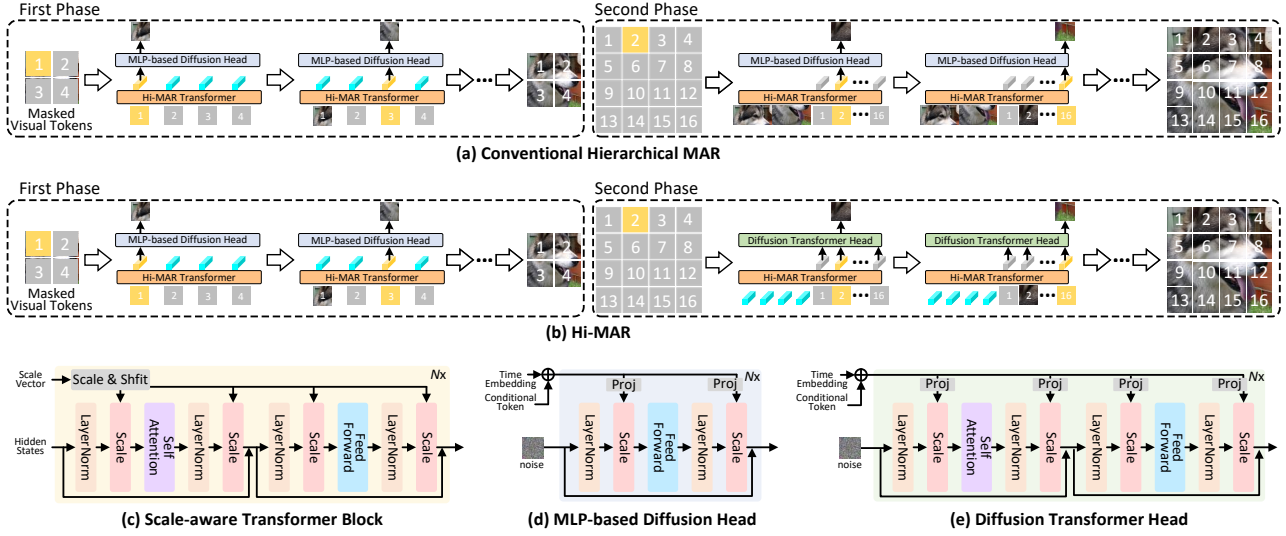 First Phase
Second Phase
1 2
3 4
Masked
Visual Tokens
MLP-based Diffusion Head
Hi-MAR Transformer
1 2 3 4
MLP-based Diffusion Head
Hi-MAR Transformer
1 2 3 4
•••
1 2
3 4
1 2 3 4
5 6 7 8
9 10 11 12
13 14 15 16
MLP-based Diffusion Head
Hi-MAR Transformer
1 2 ••• 16
MLP-based Diffusion Head
Hi-MAR Transformer
1 2 ••• 16
•••
1 2 3 4
5 6 7 8
9 10 11 12
13 14 15 16
(a) Conventional Hierarchical MAR
First Phase
Second Phase
1 2
3 4
Masked
Visual Tokens
MLP-based Diffusion Head
Hi-MAR Transformer
1 2 3 4
MLP-based Diffusion Head
Hi-MAR Transformer
1 2 3 4
•••
1 2
3 4
1 2 3 4
5 6 7 8
9 10 11 12
13 14 15 16
Diffusion Transformer Head
Hi-MAR Transformer
1 2 ••• 16
Diffusion Transformer Head
Hi-MAR Transformer
1 2 ••• 16
•••
1 2 3 4
5 6 7 8
9 10 11 12
13 14 15 16
(b) Hi-MAR
Scale
Vector
Scale & Shfit
Nx
Hidden
States
LayerNorm
Scale
Self
Attention
LayerNorm
Scale
LayerNorm
Scale
Feed
Forward
LayerNorm
Scale
(c) Scale-aware Transformer Block
Time
Embedding
Conditional
Token
Proj
Proj
Nx
noise
LayerNorm
Scale
Feed
Forward
LayerNorm
Scale
(d) MLP-based Diffusion Head
Time
Embedding
Conditional
Token
Proj
Proj
Proj
Proj
Nx
noise
LayerNorm
Scale
Self
Attention
LayerNorm
Scale
LayerNorm
Scale
Feed
Forward
LayerNorm
Scale
(e) Diffusion Transformer Head